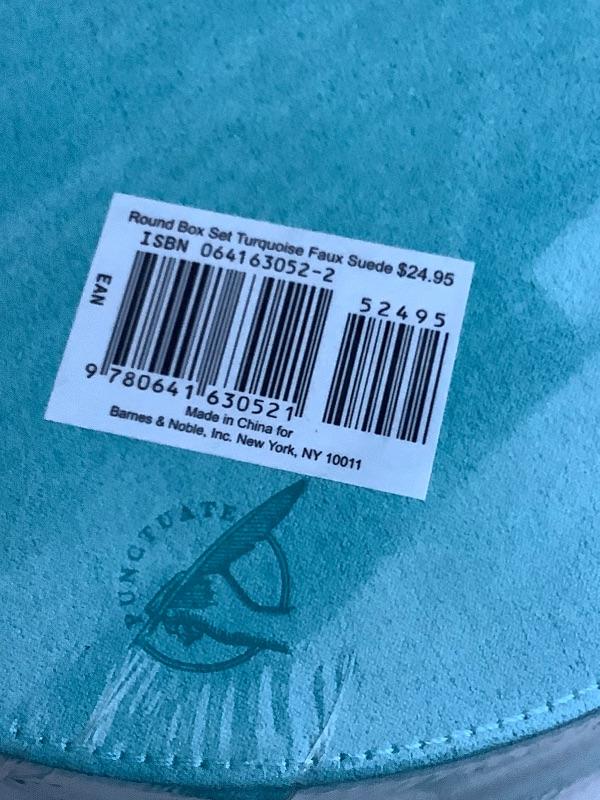 Round Box Set Turquoise Faux Suede $24.95
ISBN 064163052-2
52495
EAN
9 780641 630521
Made in China for
Barnes & Noble, Inc. New York, NY 10011
PUNCTUATE